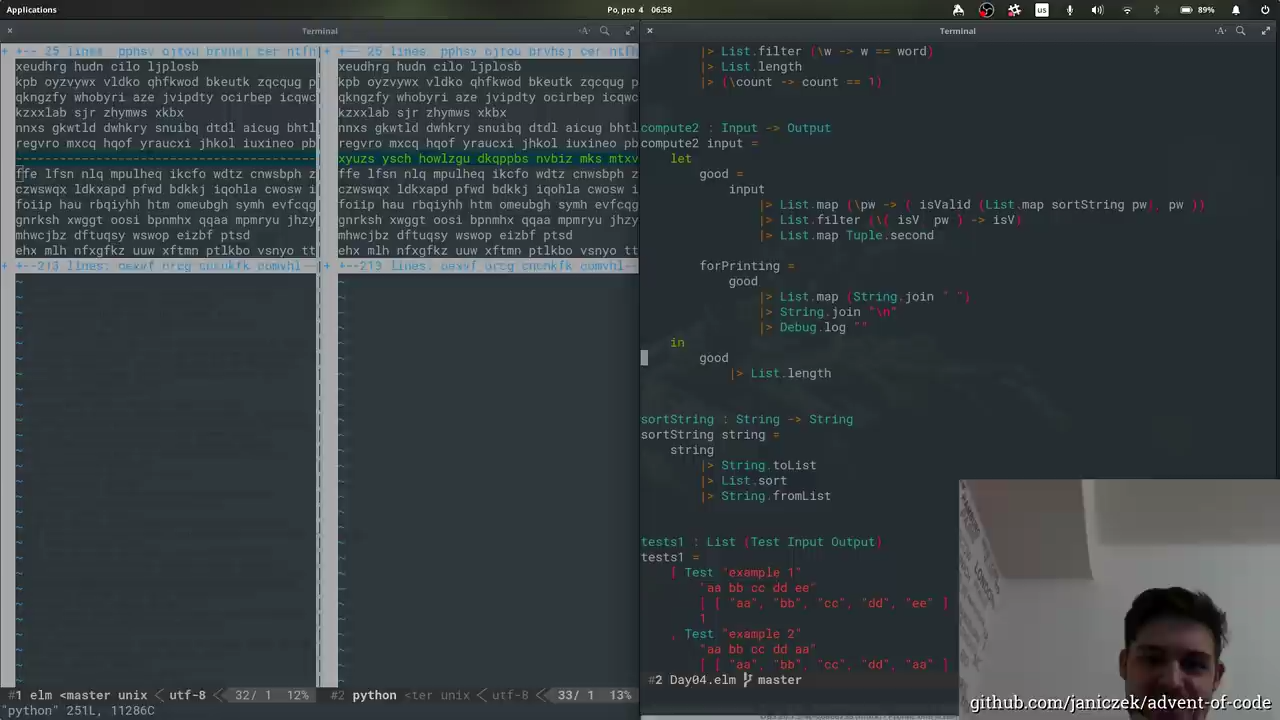 Applications
Po, pro 4 06:58
us
89%
Terminal
Terminal
+ +-- 25 lines
xeudhrg hudn cilo ljplosb
kpb oyzvywx vldko qhfkwod bkeutk zqcqug p
qkngzfy whobyri aze jvipdty ocirbep icqwc
kzxxlab sjr zhymws xkbx
nnxs gkwtld dwhkry snuibq dtdl aicug bhtl
regvro mxcq hqof yraucxi jhkol iuxineo pb
ffe lfsn nlq mpulheq ikcfo wdtz cnwsbph z
czwswqx ldkxapd pfwd bdkkj iqohla cwosw i
foiip hau rbqiyhh htm omeubgh symh evfcqg
gnrksh xwggt oosi bpnmhx qqaa mpmryu jhzy
mhwcjbz dftuqsy wswop eizbf ptsd
ehx mlh nfxgfkz uuw xftmn ptlkbo vsnyo tt
+ +--213 lines:
+ +-- 25 lines
xeudhrg hudn cilo ljplosb
kpb oyzvywx vldko qhfkwod bkeutk zqcqug p
qkngzfy whobyri aze jvipdty ocirbep icqwc
kzxxlab sjr zhymws xkbx
nnxs gkwtld dwhkry snuibq dtdl aicug bhtl
regvro mxcq hqof yraucxi jhkol iuxineo pb
xyuzs ysch howlzgu dkqppbs nvbiz mks mtxv
ffe lfsn nlq mpulheq ikcfo wdtz cnwsbph z
czwswqx ldkxapd pfwd bdkkj iqohla cwosw i
foiip hau rbqiyhh htm omeubgh symh evfcqg
gnrksh xwggt oosi bpnmhx qqaa mpmryu jhzy
mhwcjbz dftuqsy wswop eizbf ptsd
ehx mlh nfxgfkz uuw xftmn ptlkbo vsnyo tt
+ +--213 lines:
#1 elm <master unix < utf-8 < 32/ 1 12%
#2 python <ter unix < utf-8 < 33/ 1 13%
"python" 251L, 11286C
|> List.filter (\w -> w == word)
|> List.length
|> (\count -> count == 1)
compute2 : Input -> Output
compute2 input =
let
good =
input
|> List.map (\pw -> ( isValid (List.map sortString pw), pw ))
|> List.filter (\( isV, pw ) -> isV)
|> List.map Tuple.second
forPrinting =
good
|> List.map (String.join " ")
|> String.join "\n"
|> Debug.log ""
in
good
|> List.length
sortString : String -> String
sortString string =
string
|> String.toList
|> List.sort
|> String.fromList
tests1 : List (Test Input Output)
tests1 =
[ Test "example 1"
"aa bb cc dd ee"
[ [ "aa", "bb", "cc", "dd", "ee" ]
1
, Test "example 2"
"aa bb cc dd aa"
[ [ "aa", "bb", "cc", "dd", "aa" ]
#2 Day04.elm master
github.com/janiczek/advent-of-code